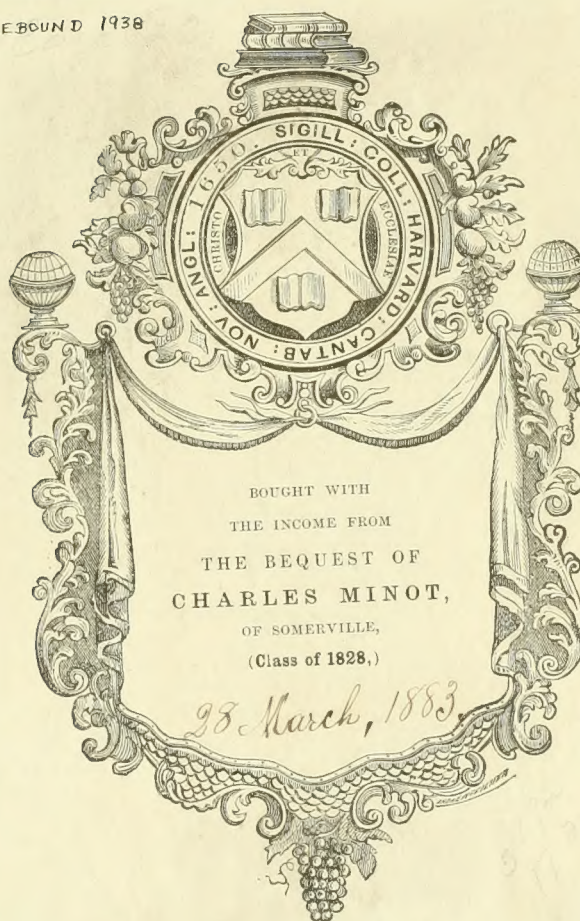 EBOUND 1938
SIGILL: COLL: HARVARD: CANTAB: NOV: ANGL: 1650.
ET
CHRISTO
ECCLESIAE
BOUGHT WITH
THE INCOME FROM
THE BEQUEST OF
CHARLES MINOT,
OF SOMERVILLE,
(Class of 1828,)
28 March, 1883.